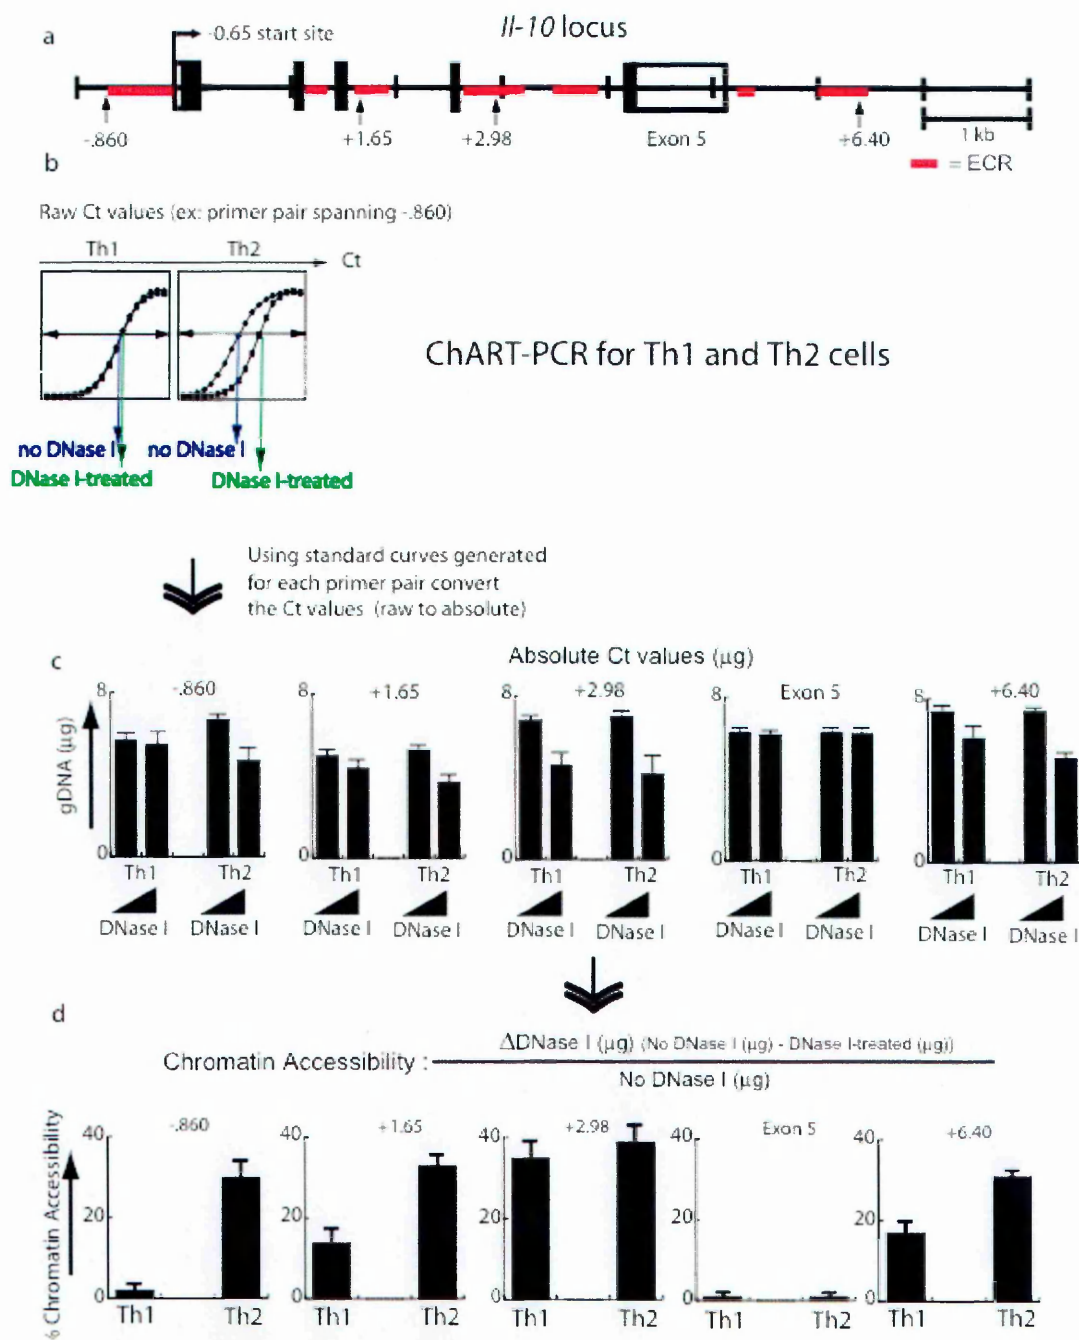 a
Il-10 locus
-0.65 start site
-.860
+1.65
+2.98
Exon 5
+6.40
1 kb
= ECR
b
Raw Ct values (ex: primer pair spanning -.860)
Th1 Th2
Ct
ChART-PCR for Th1 and Th2 cells
no DNase I no DNase I
DNase I-treated DNase I-treated
Using standard curves generated
for each primer pair convert
the Ct values (raw to absolute)
c
Absolute Ct values (µg)
gDNA (µg)
8 -.860 8 +1.65 8 +2.98 8 Exon 5 8 +6.40
0 0 0 0 0
Th1 Th2 Th1 Th2 Th1 Th2 Th1 Th2 Th1 Th2
DNase I DNase I DNase I DNase I DNase I DNase I DNase I DNase I DNase I DNase I
d
Chromatin Accessibility :
ΔDNase I (µg) (No DNase I (µg) - DNase I-treated (µg))
No DNase I (µg)
% Chromatin Accessibility
40 -.860 40 +1.65 40 +2.98 40 Exon 5 40 +6.40
20 20 20 20 20
0 0 0 0 0
Th1 Th2 Th1 Th2 Th1 Th2 Th1 Th2 Th1 Th2